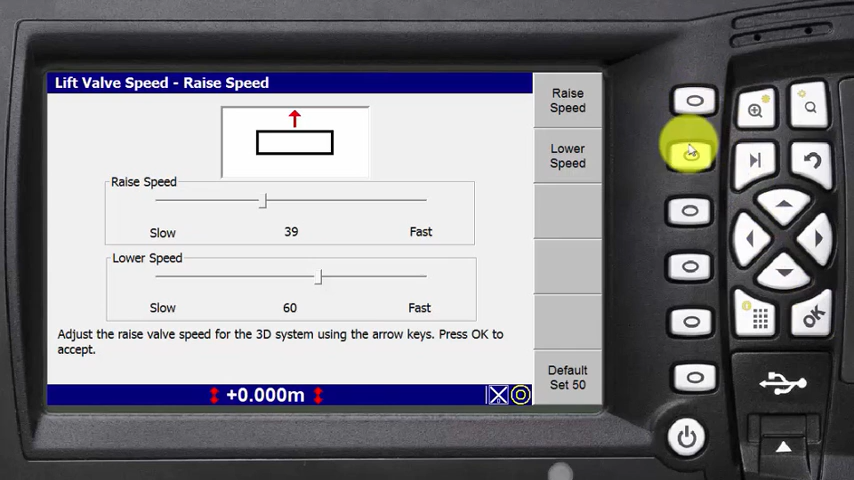 Lift Valve Speed - Raise Speed
Raise
Speed
Lower
Speed
Raise Speed
Slow
39
Fast
Lower Speed
Slow
60
Fast
Adjust the raise valve speed for the 3D system using the arrow keys. Press OK to
accept.
Default
Set 50
+0.000m
OK